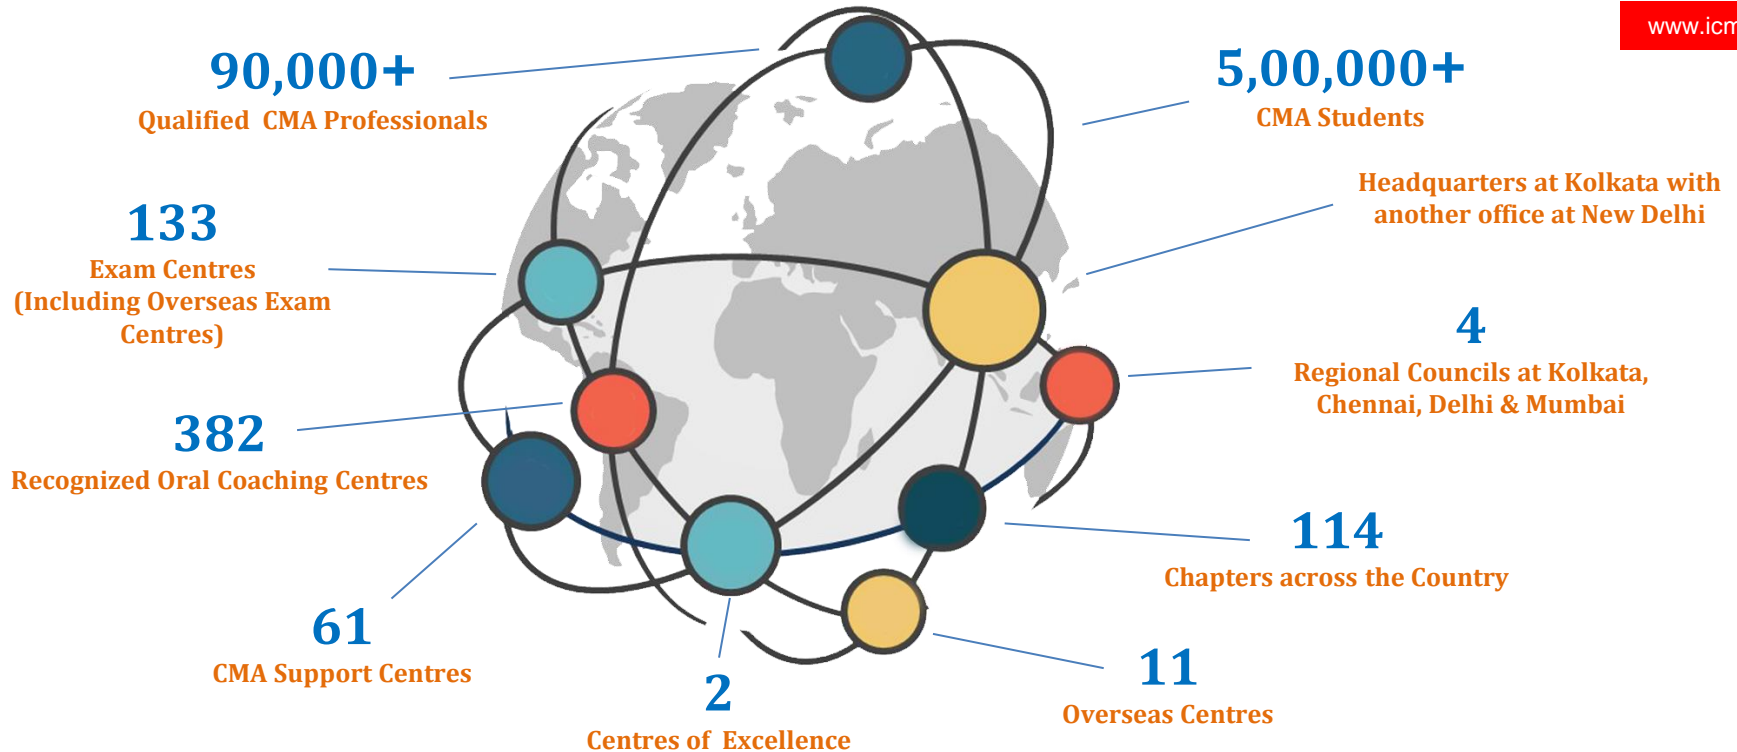 www.icm
90,000+
Qualified CMA Professionals
5,00,000+
CMA Students
Headquarters at Kolkata with
another office at New Delhi
133
Exam Centres
(Including Overseas Exam
Centres)
4
Regional Councils at Kolkata,
Chennai, Delhi & Mumbai
382
Recognized Oral Coaching Centres
114
Chapters across the Country
61
CMA Support Centres
11
Overseas Centres
2
Centres of Excellence